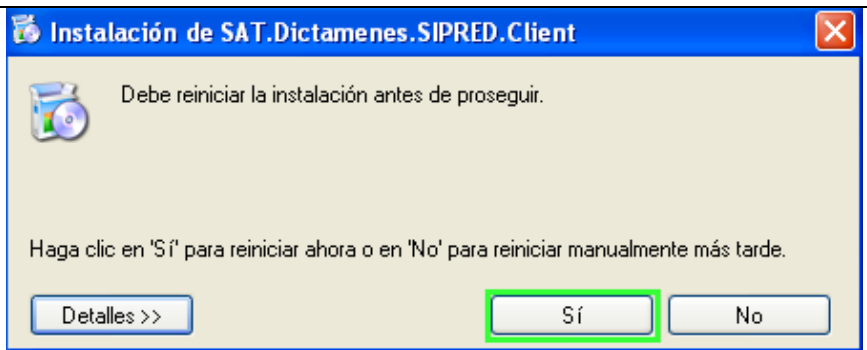 Instalación de SAT.Dictamenes.SIPRED.Client
Debe reiniciar la instalación antes de proseguir.
Haga clic en 'Sí' para reiniciar ahora o en 'No' para reiniciar manualmente más tarde.
Detalles >>
Sí
No